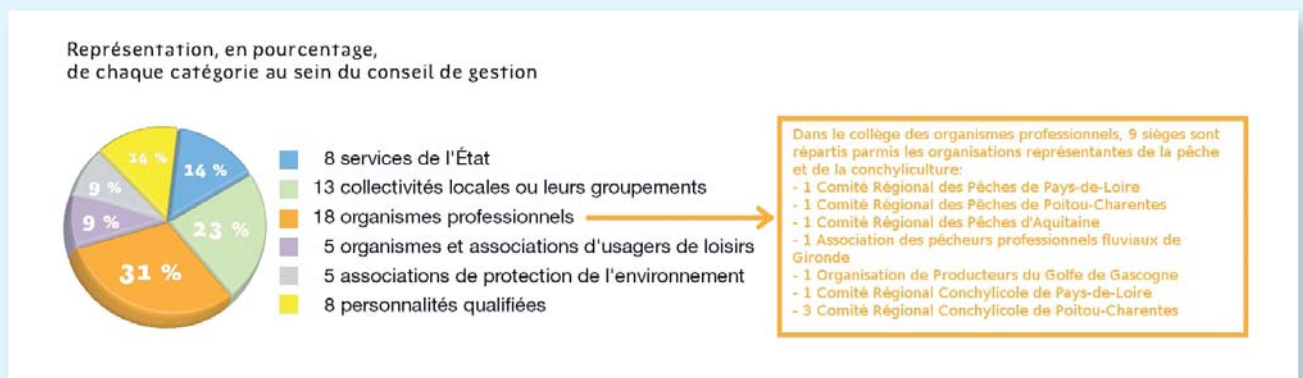 Représentation, en pourcentage,
de chaque catégorie au sein du conseil de gestion
14 %
14 %
9 %
9 %
23 %
31 %
8 services de l'État
13 collectivités locales ou leurs groupements
18 organismes professionnels
5 organismes et associations d'usagers de loisirs
5 associations de protection de l'environnement
8 personnalités qualifiées
Dans le collège des organismes professionnels, 9 sièges sont
répartis parmis les organisations représentantes de la pêche
et de la conchyliculture:
- 1 Comité Régional des Pêches de Pays-de-Loire
- 1 Comité Régional des Pêches de Poitou-Charentes
- 1 Comité Régional des Pêches d'Aquitaine
- 1 Association des pêcheurs professionnels fluviaux de
Gironde
- 1 Organisation de Producteurs du Golfe de Gascogne
- 1 Comité Régional Conchylicole de Pays-de-Loire
- 3 Comité Régional Conchylicole de Poitou-Charentes